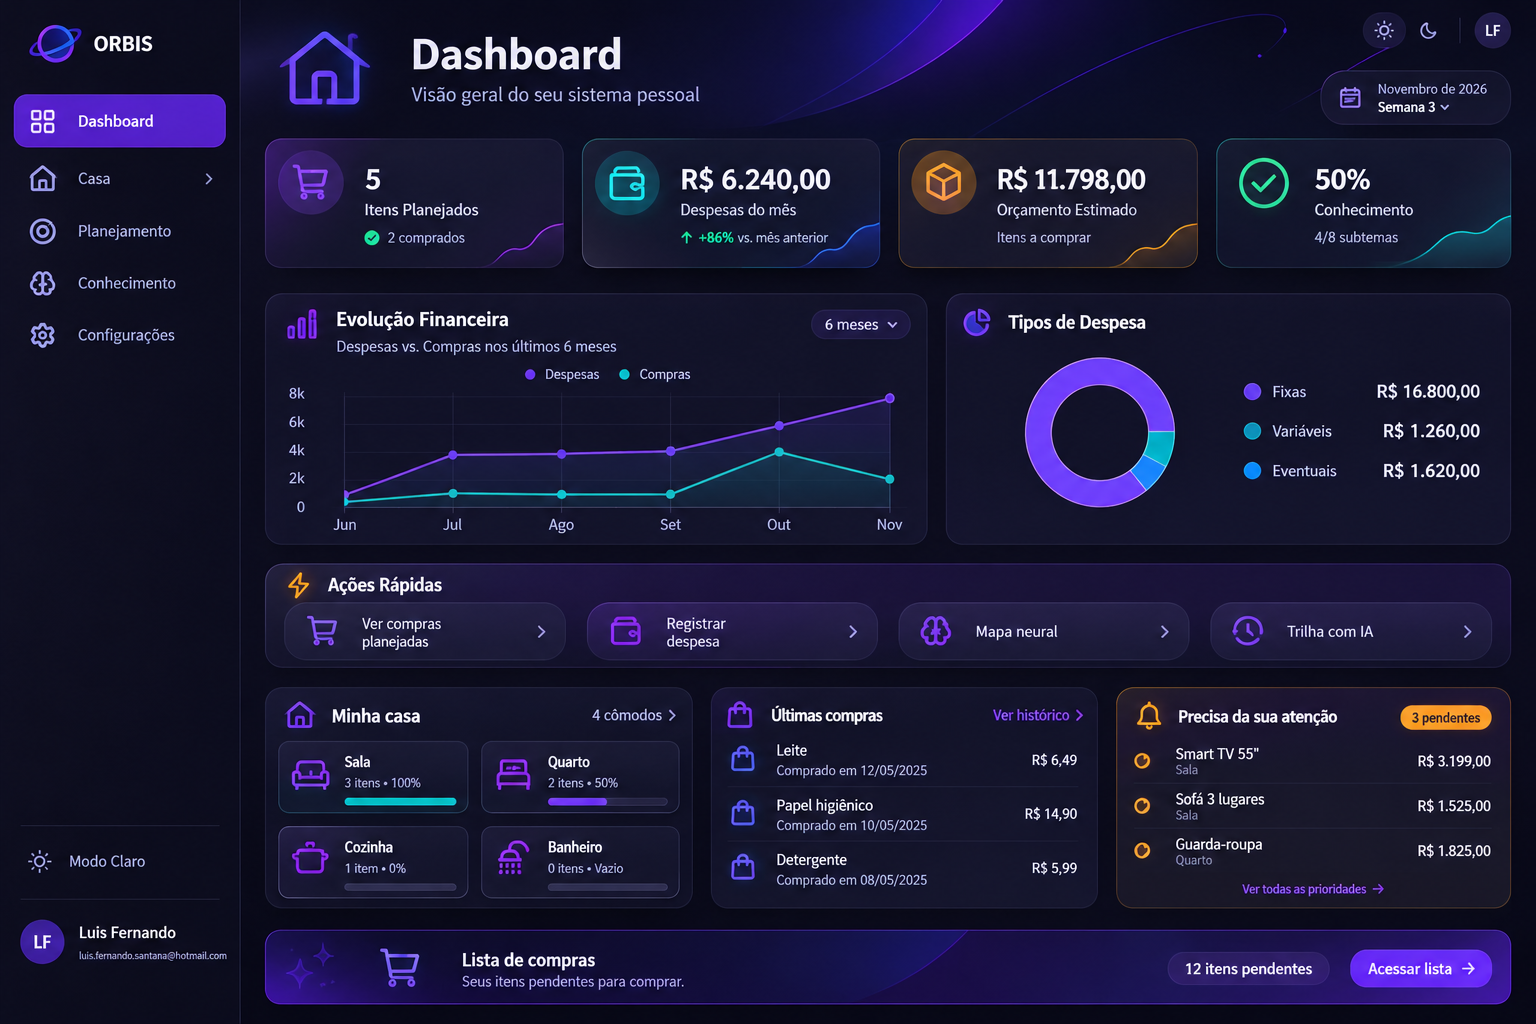 ORBIS
Dashboard
Casa
Planejamento
Conhecimento
Configurações
Modo Claro
LF
Luis Fernando
luis.fernando.santana@hotmail.com
Dashboard
Visão geral do seu sistema pessoal
LF
Novembro de 2026
Semana 3
5
Itens Planejados
2 comprados
R$ 6.240,00
Despesas do mês
+86% vs. mês anterior
R$ 11.798,00
Orçamento Estimado
Itens a comprar
50%
Conhecimento
4/8 subtemas
Evolução Financeira
Despesas vs. Compras nos últimos 6 meses
6 meses
Despesas
Compras
8k
6k
4k
2k
0
Jun
Jul
Ago
Set
Out
Nov
Tipos de Despesa
Fixas R$ 16.800,00
Variáveis R$ 1.260,00
Eventuais R$ 1.620,00
Ações Rápidas
Ver compras
planejadas
Registrar
despesa
Mapa neural
Trilha com IA
Minha casa
4 cômodos
Sala
3 itens • 100%
Quarto
2 itens • 50%
Cozinha
1 item • 0%
Banheiro
0 itens • Vazio
Últimas compras
Ver histórico
Leite
Comprado em 12/05/2025
R$ 6,49
Papel higiênico
Comprado em 10/05/2025
R$ 14,90
Detergente
Comprado em 08/05/2025
R$ 5,99
Precisa da sua atenção
3 pendentes
Smart TV 55"
Sala
R$ 3.199,00
Sofá 3 lugares
Sala
R$ 1.525,00
Guarda-roupa
Quarto
R$ 1.825,00
Ver todas as prioridades →
Lista de compras
Seus itens pendentes para comprar.
12 itens pendentes
Acessar lista →